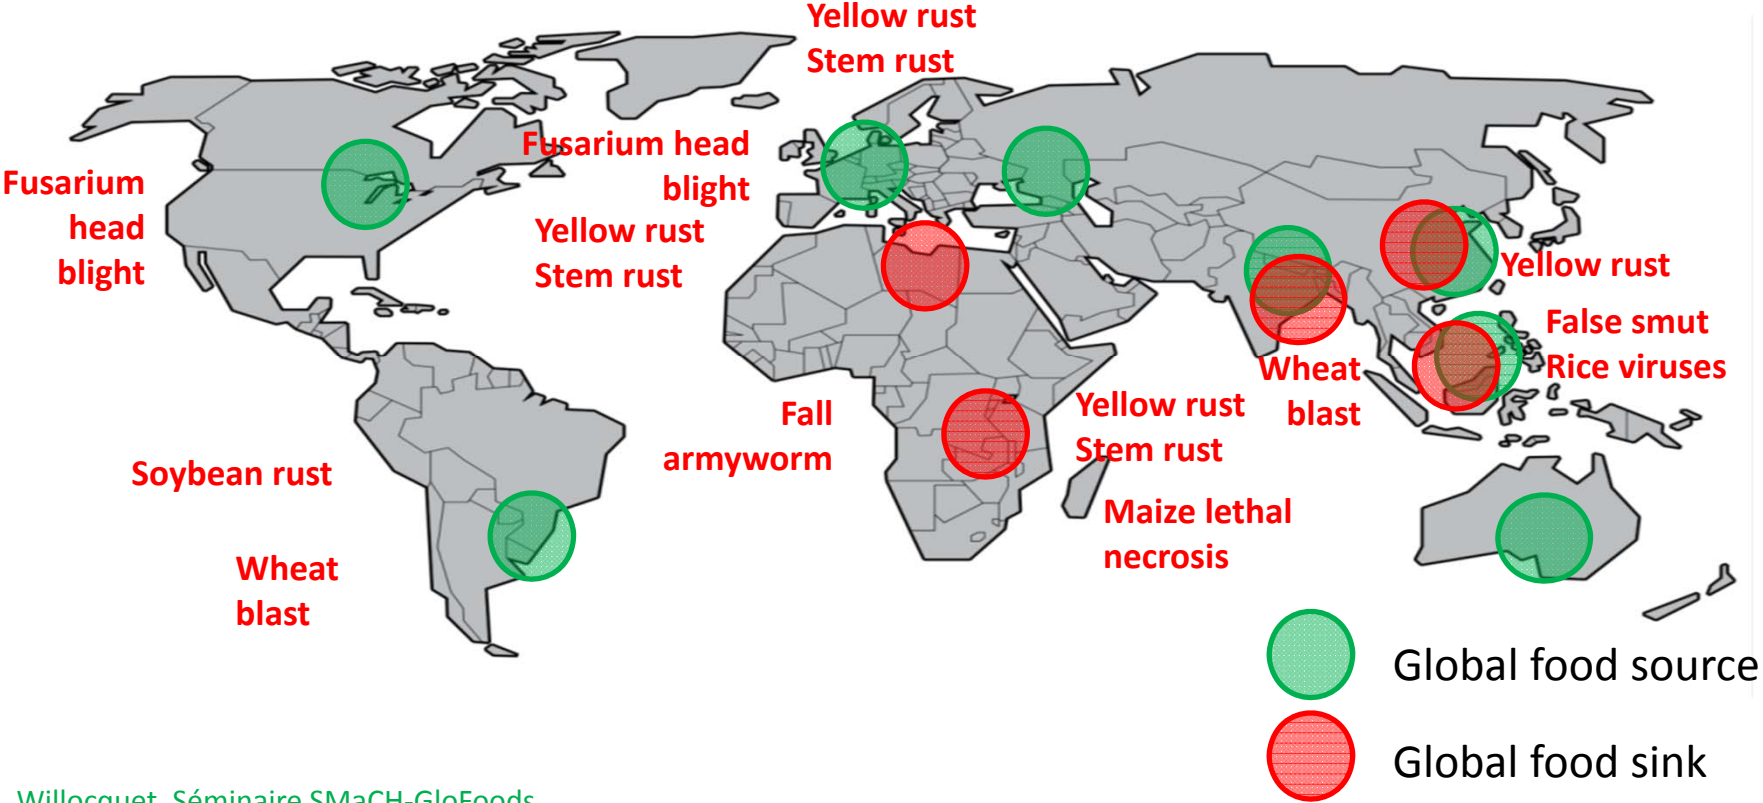 Yellow rust
Stem rust
Fusarium head
blight
Fusarium
head
blight
Yellow rust
Stem rust
Yellow rust
False smut
Rice viruses
Wheat
blast
Fall
armyworm
Yellow rust
Stem rust
Soybean rust
Maize lethal
necrosis
Wheat
blast
Global food source
Global food sink
Willocquet, Séminaire SMaCH-GloFoods